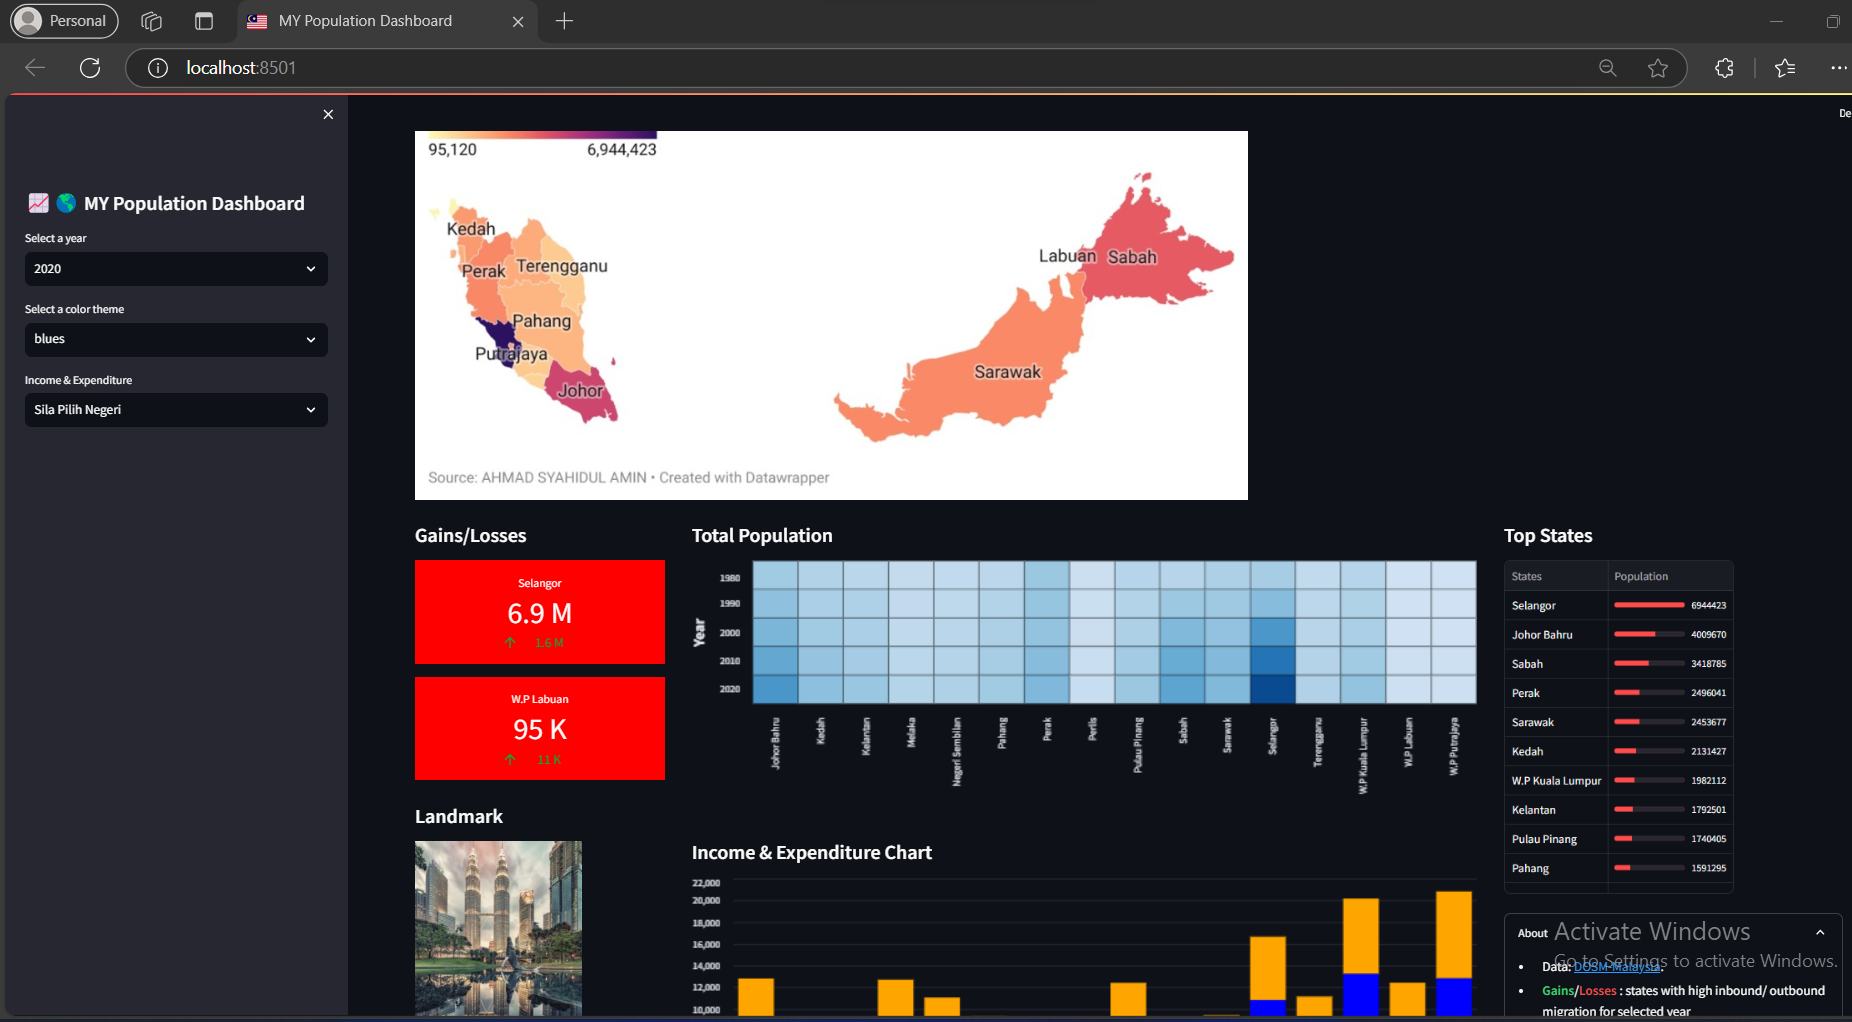 Personal
MY Population Dashboard
localhost:8501
De
📈 🌎 MY Population Dashboard
Select a year
2020
Select a color theme
blues
Income & Expenditure
Sila Pilih Negeri
95,120 6,944,423
Kedah
Perak Terengganu
Pahang
Putrajaya
Johor
Labuan Sabah
Sarawak
Source: AHMAD SYAHIDUL AMIN • Created with Datawrapper
Gains/Losses
Selangor
6.9 M
↑ 1.6 M
W.P Labuan
95 K
↑ 11 K
Landmark
Total Population
Year
1980
1990
2000
2010
2020
Johor Bahru
Kedah
Kelantan
Melaka
Negeri Sembilan
Pahang
Perak
Perlis
Pulau Pinang
Sabah
Sarawak
Selangor
Terengganu
W.P Kuala Lumpur
W.P Labuan
W.P Putrajaya
Income & Expenditure Chart
22,000
20,000
18,000
16,000
14,000
12,000
10,000
Top States
States Population
Selangor 6944423
Johor Bahru 4009670
Sabah 3418785
Perak 2496041
Sarawak 2453677
Kedah 2131427
W.P Kuala Lumpur 1982112
Kelantan 1792501
Pulau Pinang 1740405
Pahang 1591295
About
Activate Windows
Go to Settings to activate Windows.
• Data: DOSM-Malaysia.
• Gains/Losses : states with high inbound/ outbound
migration for selected year